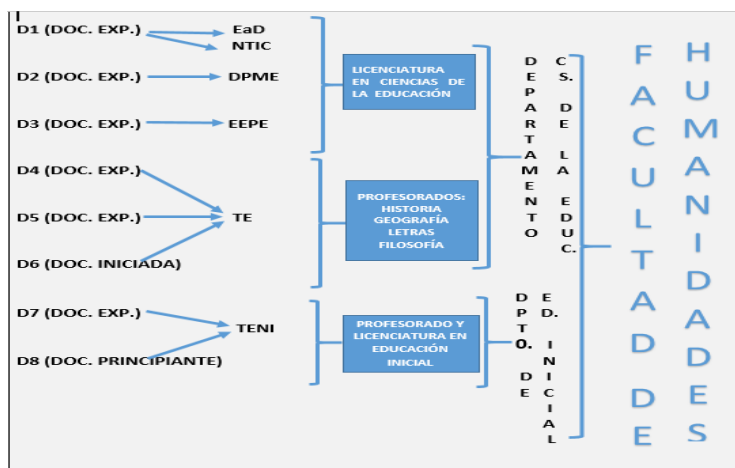 D1 (DOC. EXP.)
EaD
NTIC
D2 (DOC. EXP.)
DPME
D3 (DOC. EXP.)
EEPE
D4 (DOC. EXP.)
D5 (DOC. EXP.)
TE
D6 (DOC. INICIADA)
D7 (DOC. EXP.)
TENI
D8 (DOC. PRINCIPIANTE)
LICENCIATURA
EN CIENCIAS DE
LA EDUCACIÓN
PROFESORADOS:
HISTORIA
GEOGRAFÍA
LETRAS
FILOSOFÍA
PROFESORADO Y
LICENCIATURA EN
EDUCACIÓN
INICIAL
DEPARTAMENTO
CS. DE LA EDUC.
DPTO. DE
ED. INICIAL
FACULTAD DE
HUMANIDADES